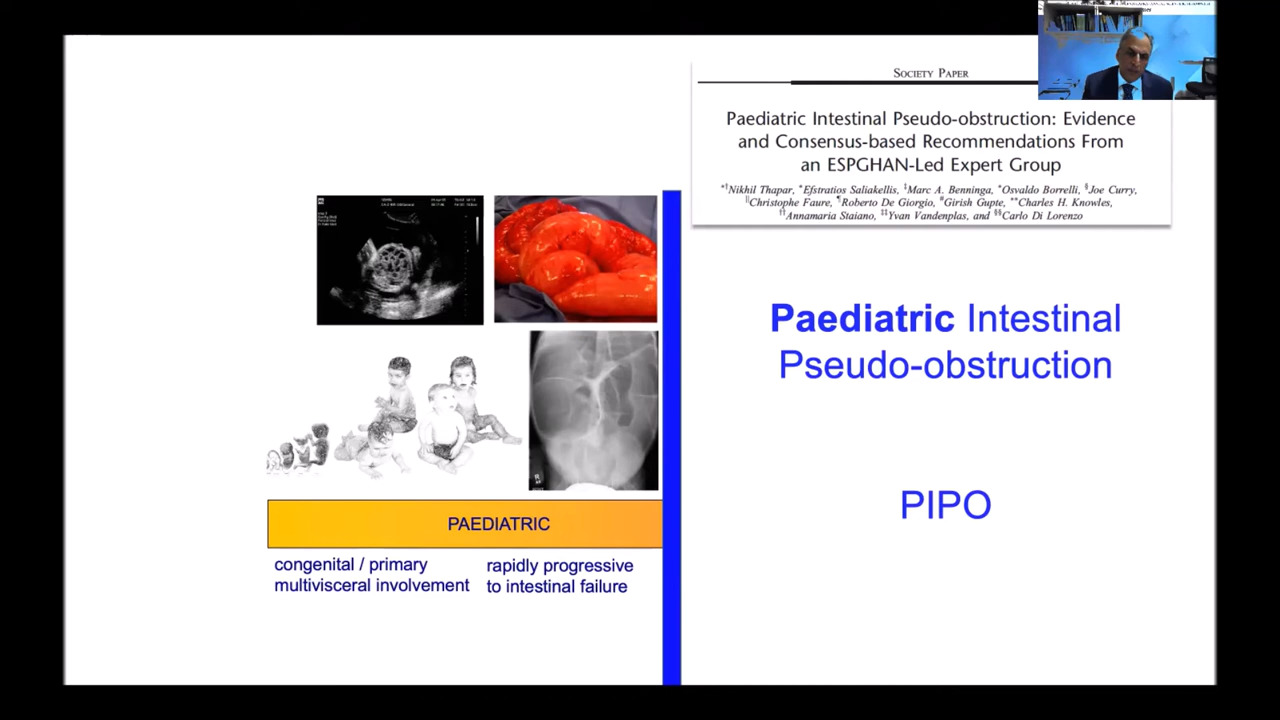 SOCIETY PAPER
Paediatric Intestinal Pseudo-obstruction: Evidence
and Consensus-based Recommendations From
an ESPGHAN-Led Expert Group
*†Nikhil Thapar, *Efstratios Saliakellis, ‡Marc A. Benninga, *Osvaldo Borrelli, §Joe Curry,
||Christophe Faure, ¶Roberto De Giorgio, #Girish Gupte, **Charles H. Knowles,
††Annamaria Staiano, ‡‡Yvan Vandenplas, and §§Carlo Di Lorenzo
Paediatric Intestinal
Pseudo-obstruction
PIPO
PAEDIATRIC
congenital / primary
multivisceral involvement
rapidly progressive
to intestinal failure
R